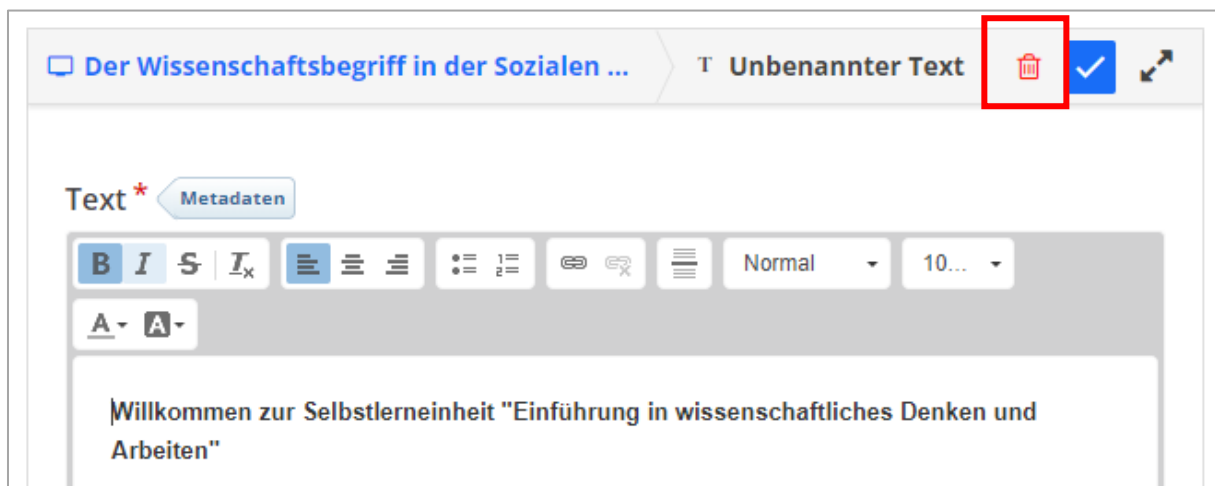 Der Wissenschaftsbegriff in der Sozialen ... T Unbenannter Text
Text * Metadaten
B I S Tx Normal 10...
A A
Willkommen zur Selbstlerneinheit "Einführung in wissenschaftliches Denken und
Arbeiten"